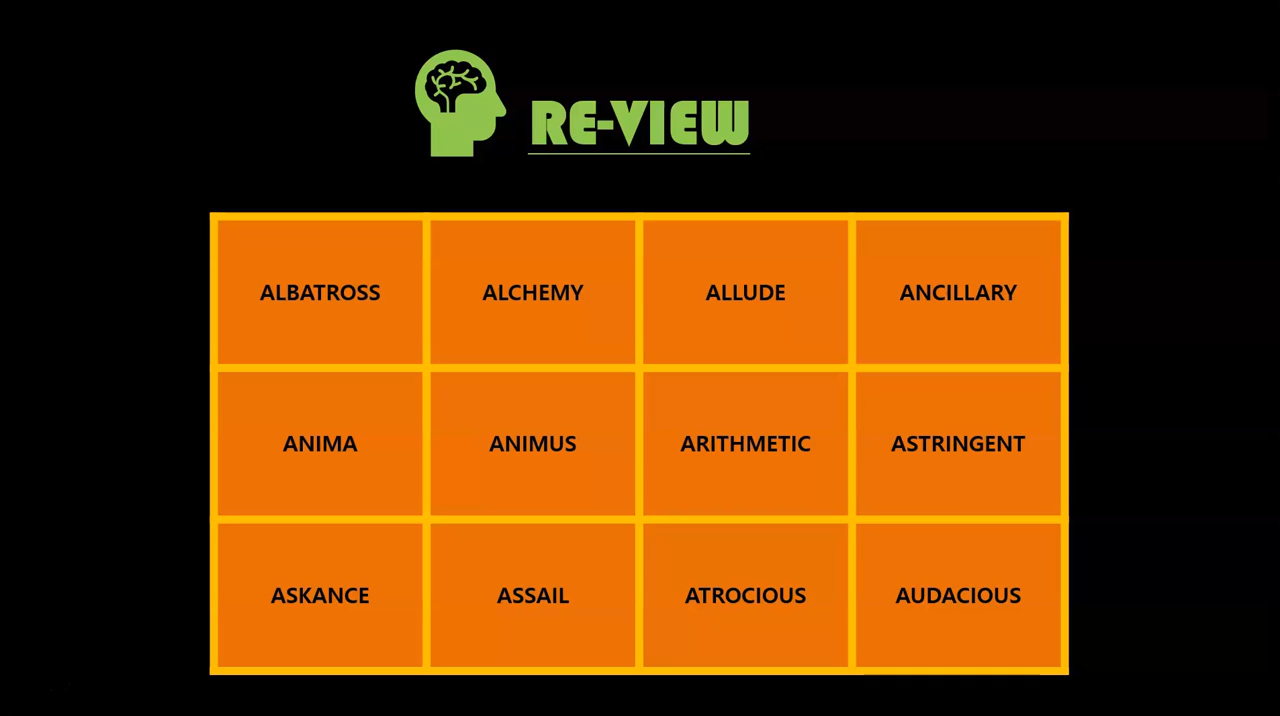 RE-VIEW
ALBATROSS
ALCHEMY
ALLUDE
ANCILLARY
ANIMA
ANIMUS
ARITHMETIC
ASTRINGENT
ASKANCE
ASSAIL
ATROCIOUS
AUDACIOUS